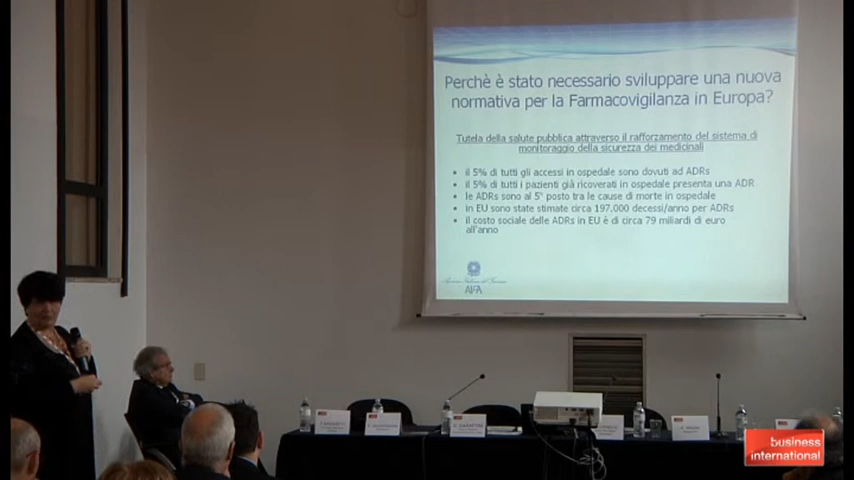 Perchè è stato necessario sviluppare una nuova
normativa per la Farmacovigilanza in Europa?
Tutela della salute pubblica attraverso il rafforzamento del sistema di
monitoraggio della sicurezza dei medicinali
• il 5% di tutti gli accessi in ospedale sono dovuti ad ADRs
• il 5% di tutti i pazienti già ricoverati in ospedale presenta una ADR
• le ADRs sono al 5° posto tra le cause di morte in ospedale
• in EU sono state stimate circa 197.000 decessi/anno per ADRs
• il costo sociale delle ADRs in EU è di circa 79 miliardi di euro
all'anno
AIFA
business
international